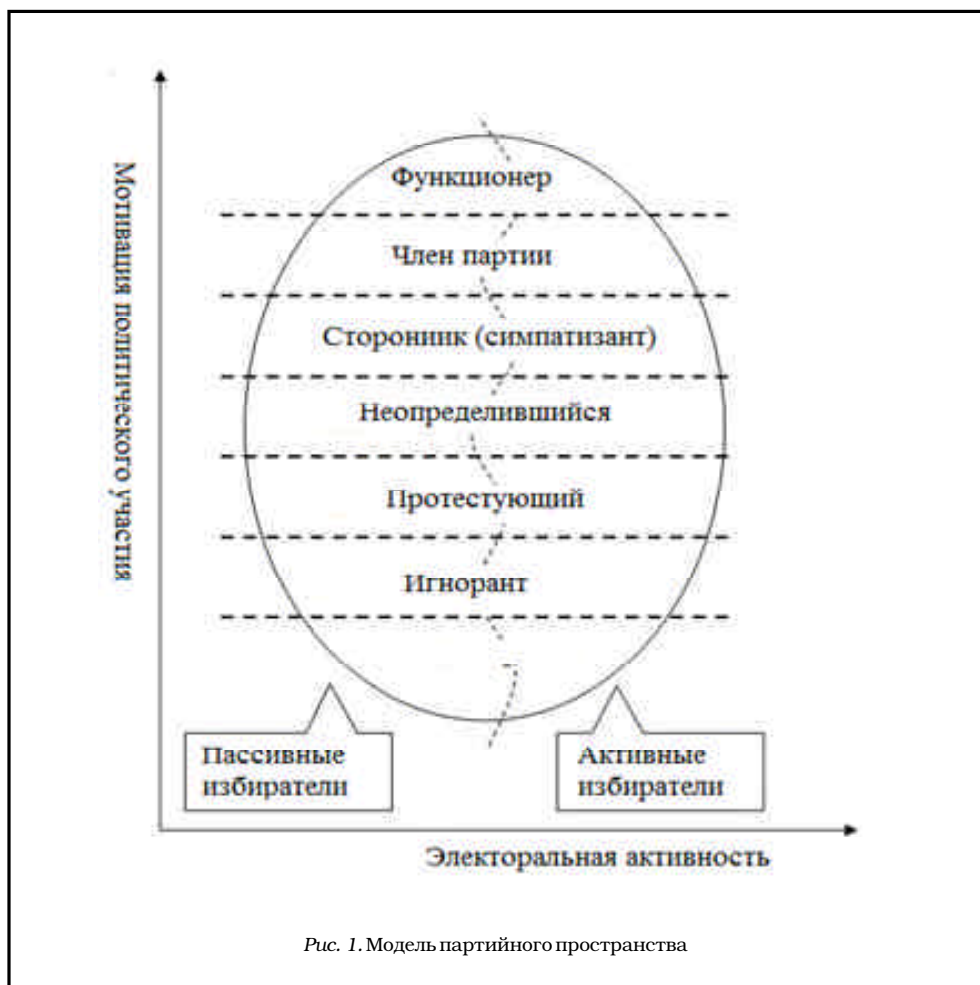 Мотивация политического участия
Функционер
Член партии
Сторонник (симпатизант)
Неопределившийся
Протестующий
Игнорант
Пассивные
избиратели
Активные
избиратели
Электоральная активность
Рис. 1. Модель партийного пространства